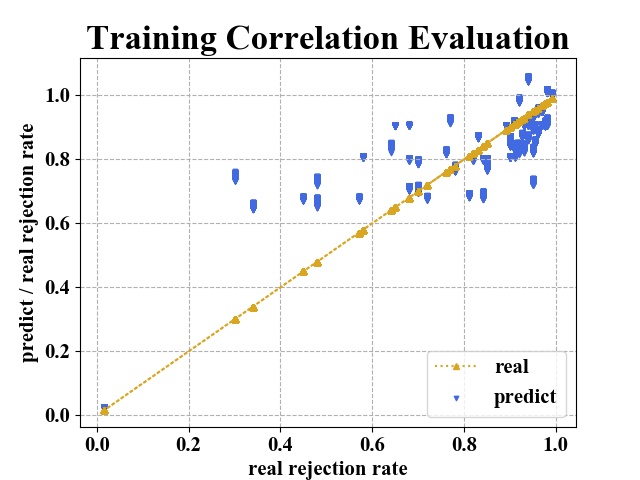 Training Correlation Evaluation
predict / real rejection rate
1.0
0.8
0.6
0.4
0.2
0.0
real
predict
0.0 0.2 0.4 0.6 0.8 1.0
real rejection rate